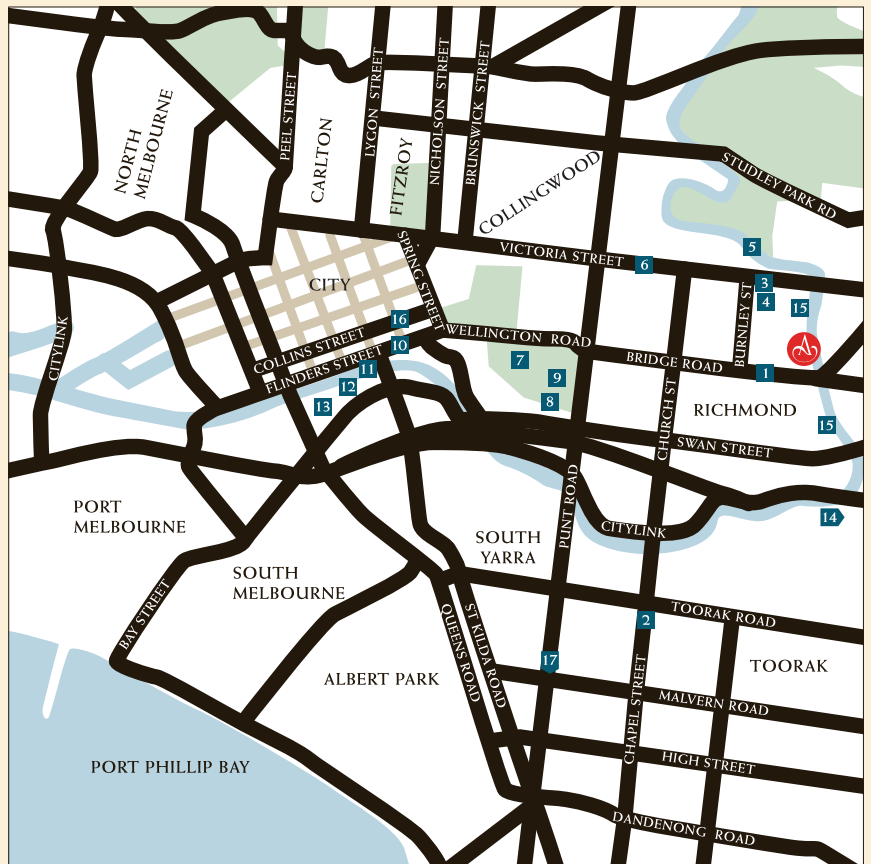 NORTH
MELBOURNE
PEEL STREET
CARLTON
LYGON STREET
FITZROY
NICHOLSON STREET
BRUNSWICK STREET
COLLINGWOOD
STUDLEY PARK RD
VICTORIA STREET
6
5
3
4
15
CITY
SPRING STREET
16
10
COLLINS STREET
FLINDERS STREET
11
12
13
CITYLINK
WELLINGTON ROAD
7
9
8
BRIDGE ROAD
BURNLEY ST
A
1
RICHMOND
CHURCH ST
15
SWAN STREET
14
PUNT ROAD
CITYLINK
PORT
MELBOURNE
SOUTH
YARRA
SOUTH
MELBOURNE
BAY STREET
QUEENS ROAD
ST KILDA ROAD
TOORAK ROAD
2
17
TOORAK
ALBERT PARK
MALVERN ROAD
CHAPEL STREET
HIGH STREET
PORT PHILLIP BAY
DANDENONG ROAD